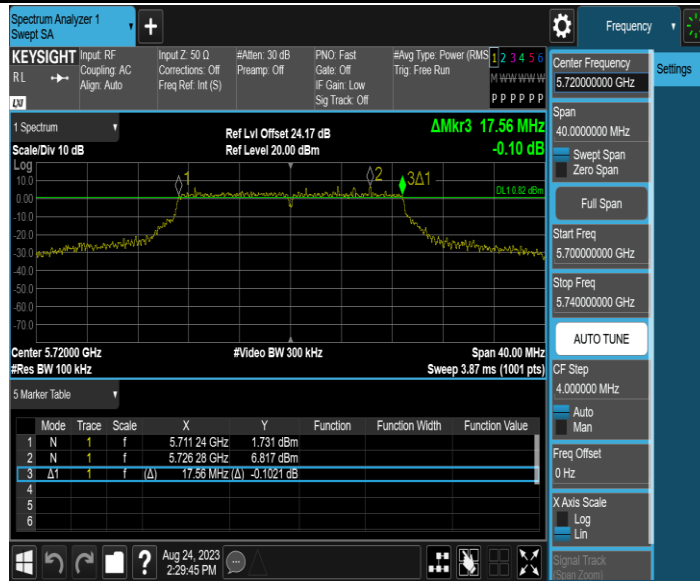 Spectrum Analyzer 1
Swept SA
+
Frequency
KEYSIGHT
RL
LXI
Input: RF
Coupling: AC
Align: Auto
Input Z: 50 Ω
Corrections: Off
Freq Ref: Int (S)
#Atten: 30 dB
Preamp: Off
PNO: Fast
Gate: Off
IF Gain: Low
Sig Track: Off
#Avg Type: Power (RMS
Trig: Free Run
1 2 3 4 5 6
M W W W W W
P P P P P P
1 Spectrum
Scale/Div 10 dB
Ref Lvl Offset 24.17 dB
Ref Level 20.00 dBm
ΔMkr3 17.56 MHz
-0.10 dB
Log
10.0
0.00
-10.0
-20.0
-30.0
-40.0
-50.0
-60.0
-70.0
1
2
3Δ1
DL1 0.82 dBm
Center 5.72000 GHz
#Res BW 100 kHz
#Video BW 300 kHz
Span 40.00 MHz
Sweep 3.87 ms (1001 pts)
5 Marker Table
Mode Trace Scale X Y Function Function Width Function Value
1 N 1 f 5.711 24 GHz 1.731 dBm
2 N 1 f 5.726 28 GHz 6.817 dBm
3 Δ1 1 f (Δ) 17.56 MHz (Δ) -0.1021 dB
4
5
6
Aug 24, 2023
2:29:45 PM
?
Center Frequency
5.720000000 GHz
Settings
Span
40.0000000 MHz
Swept Span
Zero Span
Full Span
Start Freq
5.700000000 GHz
Stop Freq
5.740000000 GHz
AUTO TUNE
CF Step
4.000000 MHz
Auto
Man
Freq Offset
0 Hz
X Axis Scale
Log
Lin
Signal Track
(Span Zoom)